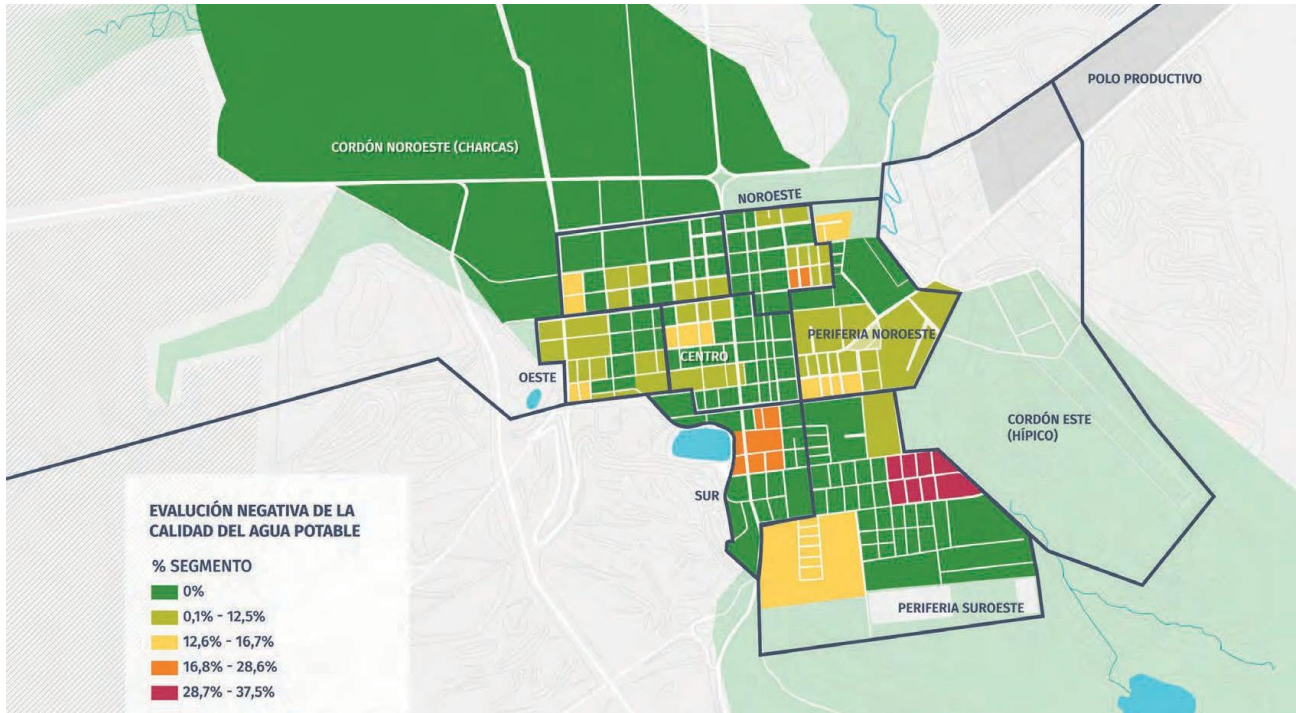 POLO PRODUCTIVO
CORDÓN NOROESTE (CHARCAS)
NOROESTE
PERIFERIA NOROESTE
CENTRO
OESTE
CORDÓN ESTE
(HÍPICO)
SUR
PERIFERIA SUROESTE
EVALUCIÓN NEGATIVA DE LA
CALIDAD DEL AGUA POTABLE
% SEGMENTO
0%
0,1% - 12,5%
12,6% - 16,7%
16,8% - 28,6%
28,7% - 37,5%